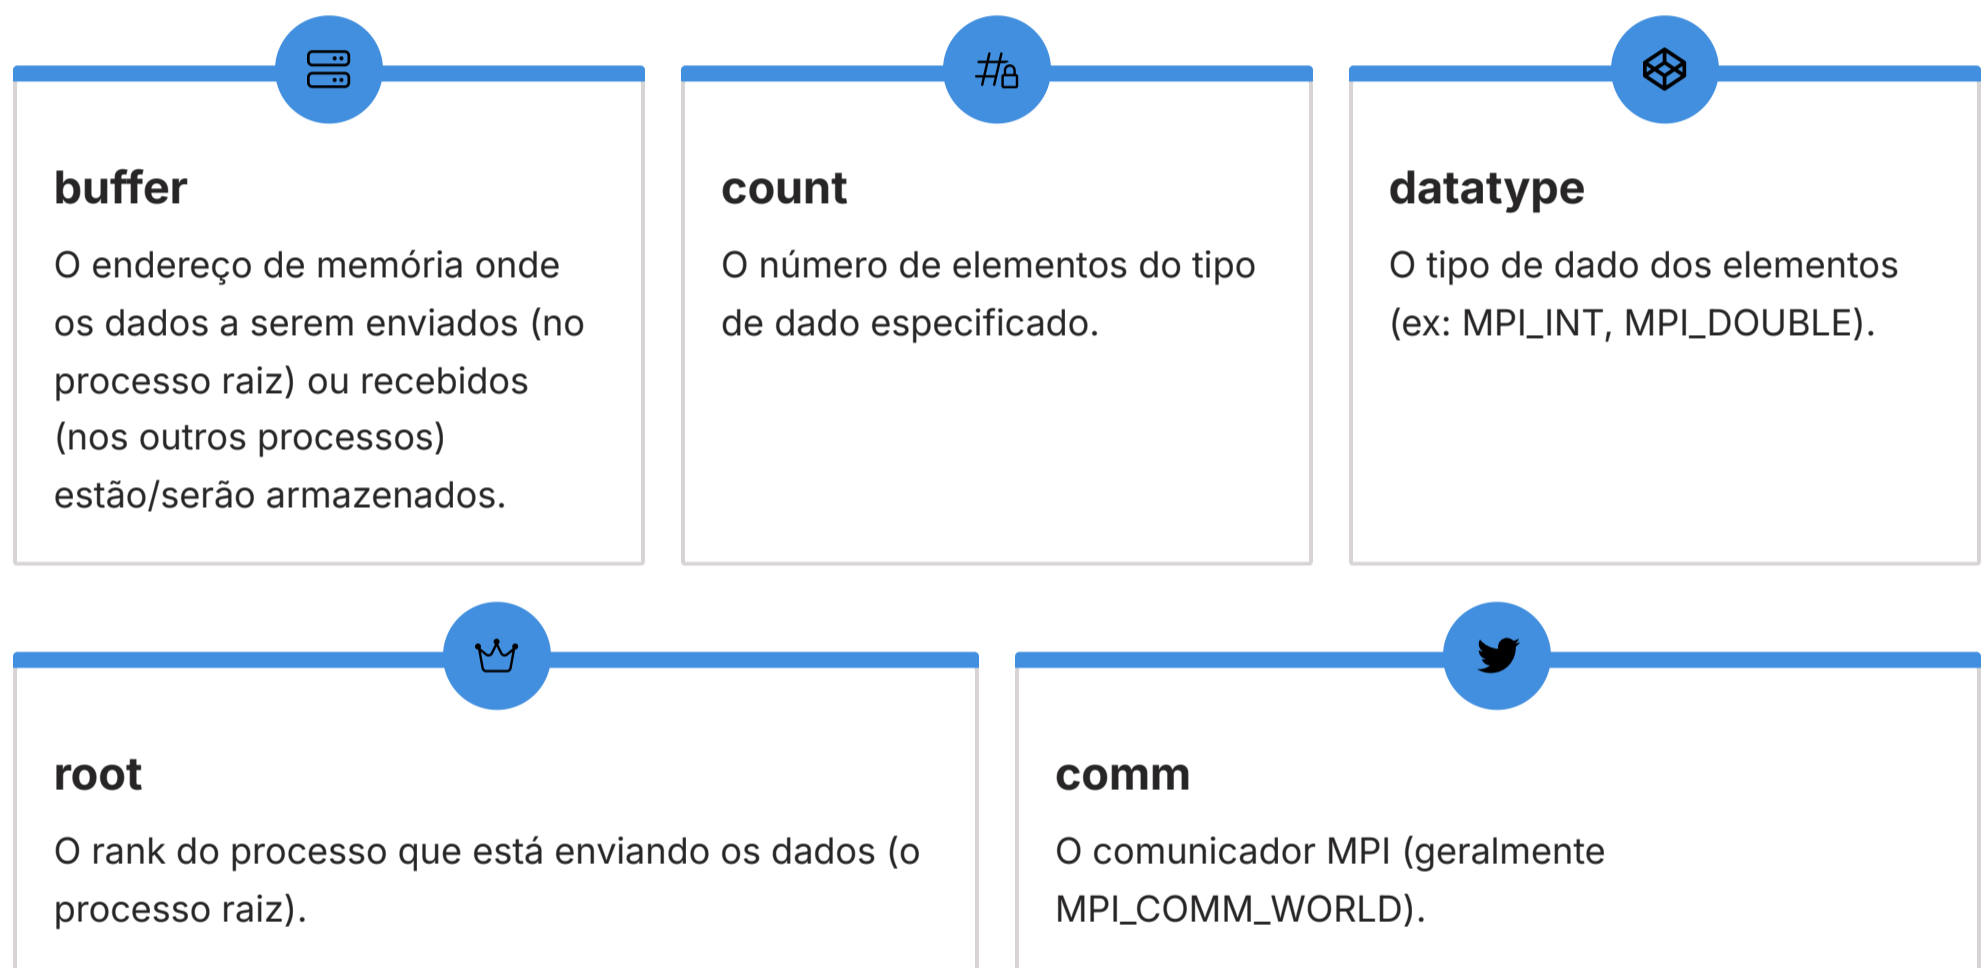 buffer
O endereço de memória onde
os dados a serem enviados (no
processo raiz) ou recebidos
(nos outros processos)
estão/serão armazenados.
count
O número de elementos do tipo
de dado especificado.
datatype
O tipo de dado dos elementos
(ex: MPI_INT, MPI_DOUBLE).
root
O rank do processo que está enviando os dados (o
processo raiz).
comm
O comunicador MPI (geralmente
MPI_COMM_WORLD).